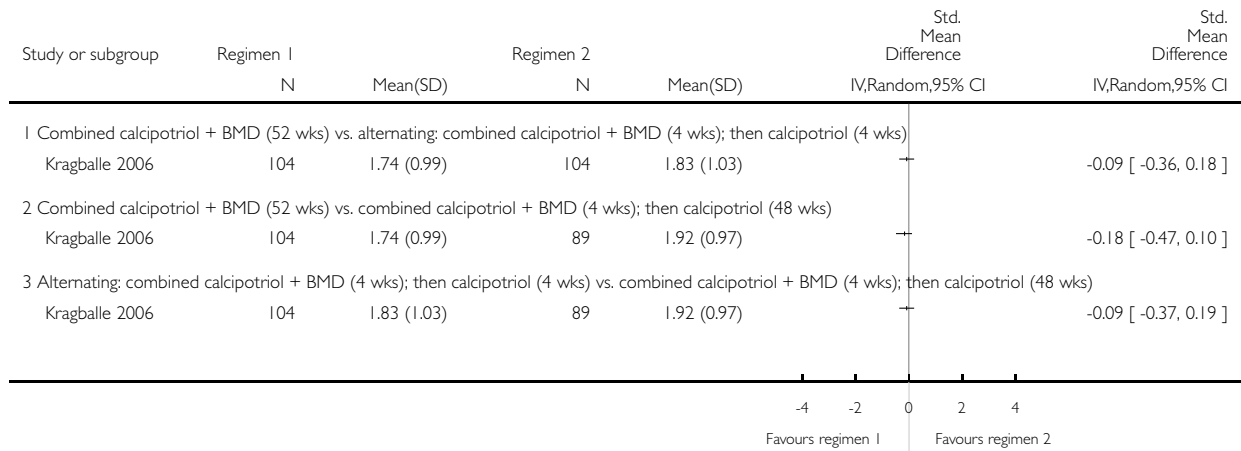 Std.
Mean
Difference
Std.
Mean
Difference
Study or subgroup Regimen 1 Regimen 2
N Mean(SD) N Mean(SD) IV,Random,95% CI IV,Random,95% CI
1 Combined calcipotriol + BMD (52 wks) vs. alternating: combined calcipotriol + BMD (4 wks); then calcipotriol (4 wks)
Kragballe 2006 104 1.74 (0.99) 104 1.83 (1.03) -0.09 [ -0.36, 0.18 ]
2 Combined calcipotriol + BMD (52 wks) vs. combined calcipotriol + BMD (4 wks); then calcipotriol (48 wks)
Kragballe 2006 104 1.74 (0.99) 89 1.92 (0.97) -0.18 [ -0.47, 0.10 ]
3 Alternating: combined calcipotriol + BMD (4 wks); then calcipotriol (4 wks) vs. combined calcipotriol + BMD (4 wks); then calcipotriol (48 wks)
Kragballe 2006 104 1.83 (1.03) 89 1.92 (0.97) -0.09 [ -0.37, 0.19 ]
-4 -2 0 2 4
Favours regimen 1 Favours regimen 2